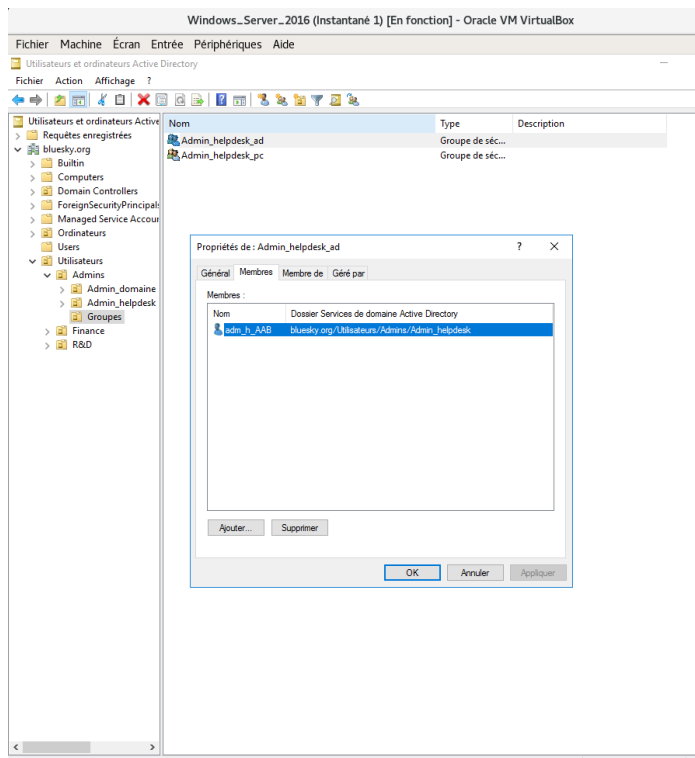 Windows_Server_2016 (Instantané 1) [En fonction] - Oracle VM VirtualBox
Fichier Machine Écran Entrée Périphériques Aide
Utilisateurs et ordinateurs Active Directory
Fichier Action Affichage ?
Utilisateurs et ordinateurs Active
Requêtes enregistrées
bluesky.org
Builtin
Computers
Domain Controllers
ForeignSecurityPrincipals
Managed Service Accour
Ordinateurs
Users
Utilisateurs
Admins
Admin_domaine
Admin_helpdesk
Groupes
Finance
R&D
Nom Type Description
Admin_helpdesk_ad Groupe de séc...
Admin_helpdesk_pc Groupe de séc...
Propriétés de : Admin_helpdesk_ad ?
Général Membres Membre de Géré par
Membres :
Nom Dossier Services de domaine Active Directory
adm_h_AAB bluesky.org/Utilisateurs/Admins/Admin_helpdesk
Ajouter... Supprimer
OK Annuler Appliquer